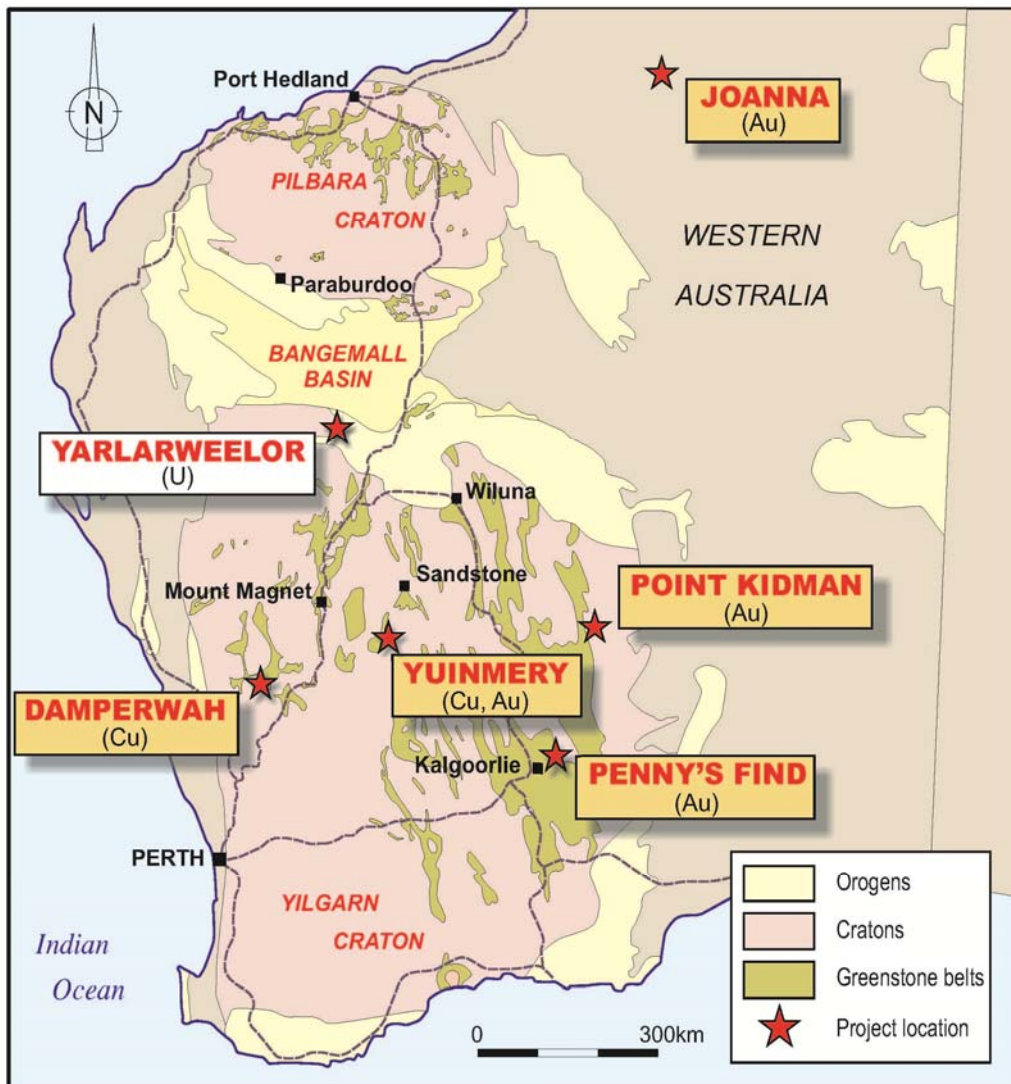 Port Hedland
N
JOANNA
(Au)
PILBARA
CRATON
WESTERN
AUSTRALIA
Paraburdoo
BANGEMALL
BASIN
YARLARWEELOR
(U)
Wiluna
Sandstone
Mount Magnet
POINT KIDMAN
(Au)
YUINMERY
(Cu, Au)
DAMPERWAH
(Cu)
Kalgoorlie
PENNY'S FIND
(Au)
PERTH
YILGARN
CRATON
Indian
Ocean
0 300km
Orogens
Cratons
Greenstone belts
Project location